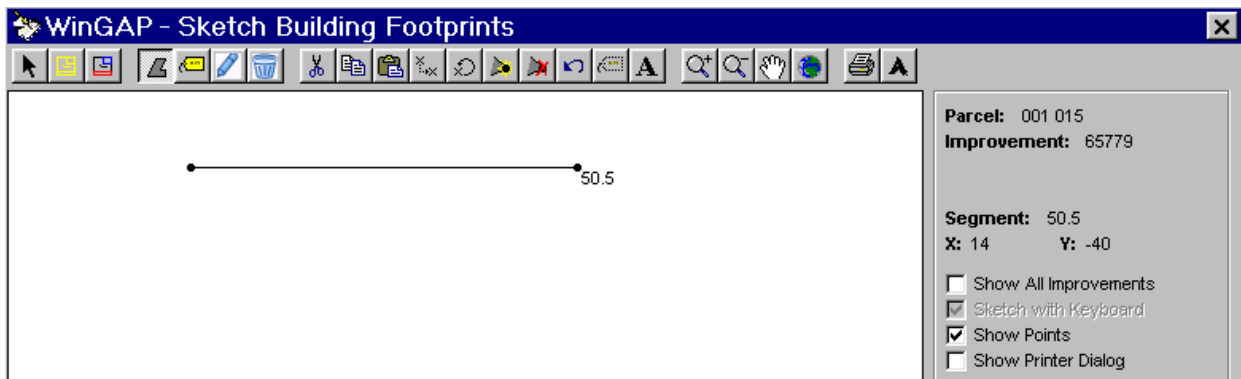 WinGAP - Sketch Building Footprints
A
Parcel: 001 015
Improvement: 65779
50.5
Segment: 50.5
X: 14 Y: -40
Show All Improvements
Sketch with Keyboard
Show Points
Show Printer Dialog